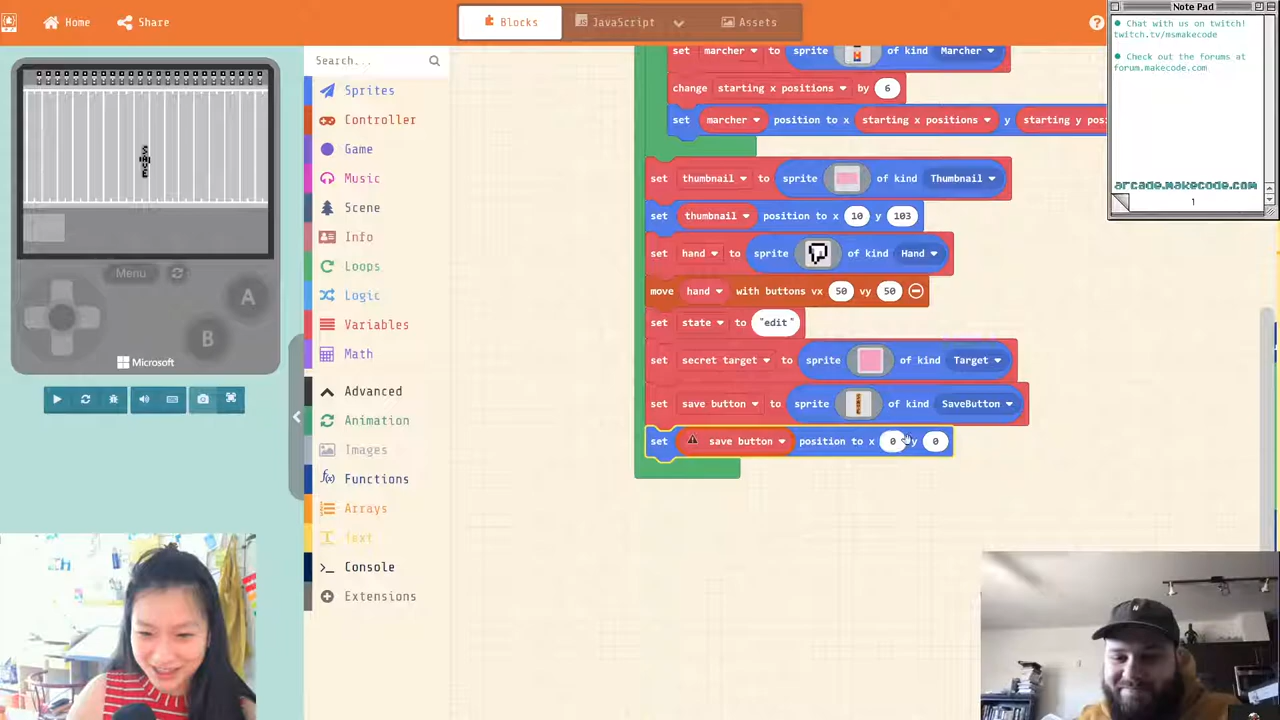 Home
Share
Blocks
JavaScript
Assets
?
Note Pad
● Chat with us on twitch!
twitch.tv/msmakecode
● Check out the forums at
forum.makecode.com
arcade.makecode.com
1
SAVE
Menu
A
B
Microsoft
Search...
Sprites
Controller
Game
Music
Scene
Info
Loops
Logic
Variables
Math
Advanced
Animation
Images
Functions
Arrays
Text
Console
Extensions
set marcher to sprite of kind Marcher
change starting x positions by 6
set marcher position to x starting x positions y starting y pos
set thumbnail to sprite of kind Thumbnail
set thumbnail position to x 10 y 103
set hand to sprite of kind Hand
move hand with buttons vx 50 vy 50
set state to "edit"
set secret target to sprite of kind Target
set save button to sprite of kind SaveButton
set save button position to x 0 y 0